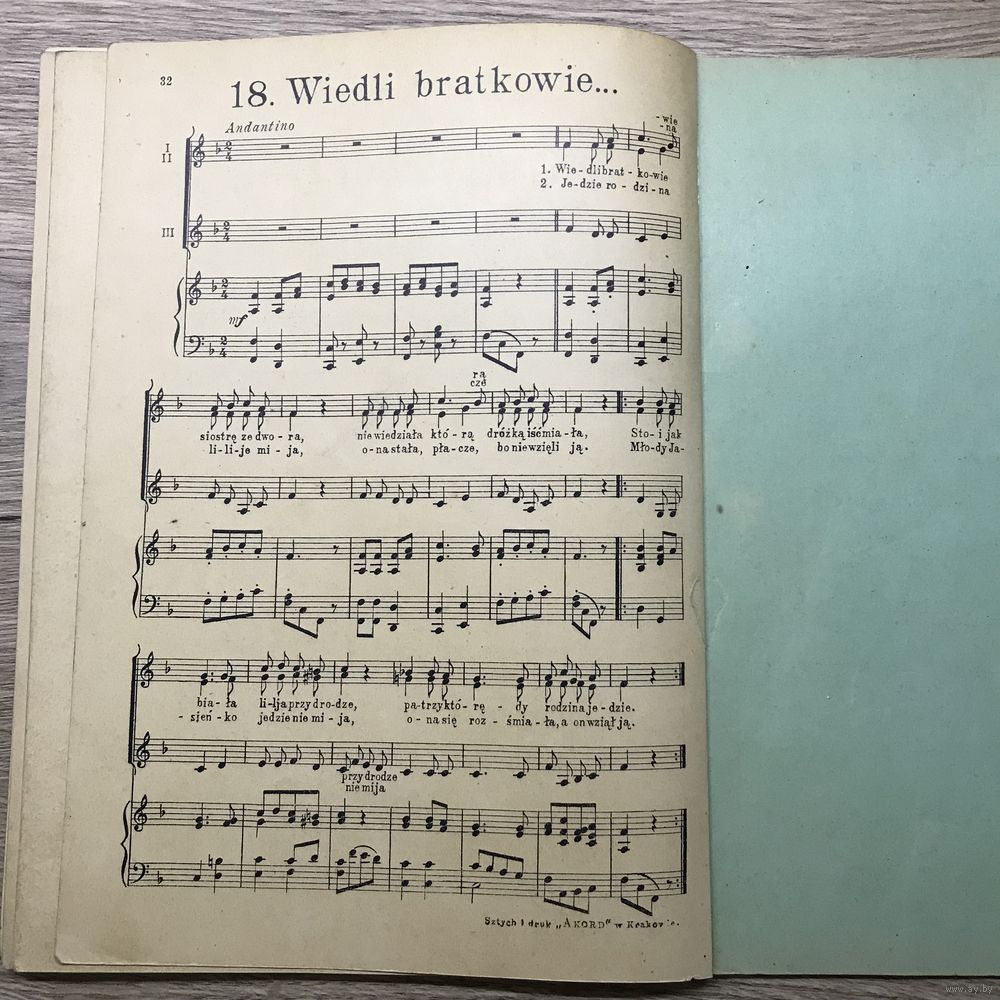 32
18. Wiedli bratkowie...
Andantino
-wie
-na
I
II
1. Wie-dli brat - ko-wie
2. Je-dzie ro - dzi-na
III
mf
ra
cze
siostrę ze dwo - ra, nie wiedziała któ - rą dróżką iść mia - ła, Sto - i jak
li - li - je mi - ja, o - na stała, pła - cze, bo nie wzięli ją. Mło - dy Ja-
bia - ła li - lja przy dro - dze, pa - trzy któ - rę - dy rodzina je - dzie.
- sień - ko jedzie nie mi - ja, o - na się roz - śmia - ła, a on wziął ją.
przy drodze
nie mija
Sztych i druk „AKORD" w Krakowie.
www.ay.by